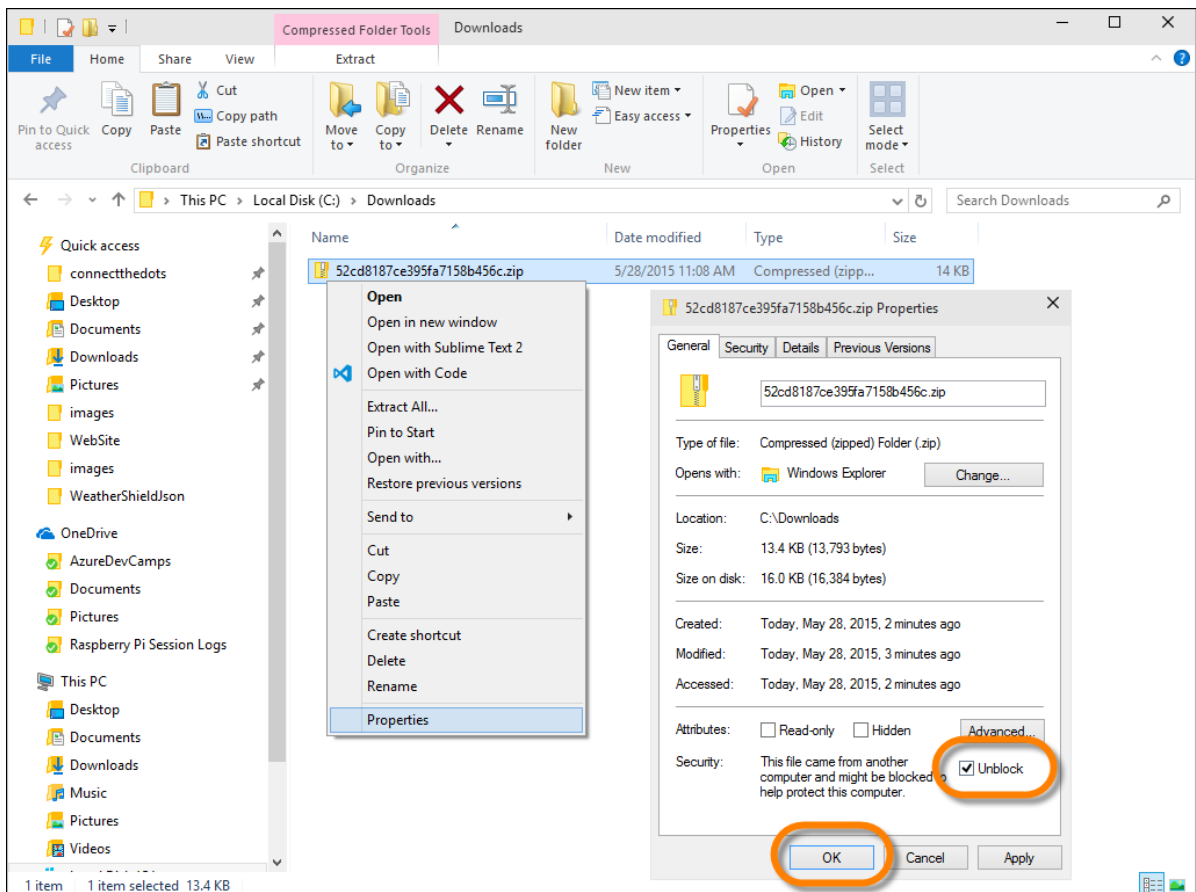 Compressed Folder Tools
Downloads
File
Home
Share
View
Extract
Pin to Quick access
Copy
Paste
Cut
Copy path
Paste shortcut
Clipboard
Move to
Copy to
Delete
Rename
Organize
New folder
New item
Easy access
New
Properties
Open
Edit
History
Open
Select mode
Select
This PC > Local Disk (C:) > Downloads
Search Downloads
Name
Date modified
Type
Size
52cd8187ce395fa7158b456c.zip
5/28/2015 11:08 AM
Compressed (zipp...
14 KB
Quick access
connectthedots
Desktop
Documents
Downloads
Pictures
images
WebSite
images
WeatherShieldJson
OneDrive
AzureDevCamps
Documents
Pictures
Raspberry Pi Session Logs
This PC
Desktop
Documents
Downloads
Music
Pictures
Videos
Open
Open in new window
Open with Sublime Text 2
Open with Code
Extract All...
Pin to Start
Open with...
Restore previous versions
Send to
Cut
Copy
Paste
Create shortcut
Delete
Rename
Properties
52cd8187ce395fa7158b456c.zip Properties
General
Security
Details
Previous Versions
52cd8187ce395fa7158b456c.zip
Type of file: Compressed (zipped) Folder (.zip)
Opens with: Windows Explorer
Change...
Location: C:\Downloads
Size: 13.4 KB (13,793 bytes)
Size on disk: 16.0 KB (16,384 bytes)
Created: Today, May 28, 2015, 2 minutes ago
Modified: Today, May 28, 2015, 3 minutes ago
Accessed: Today, May 28, 2015, 2 minutes ago
Attributes: Read-only Hidden
Advanced...
Security: This file came from another
computer and might be blocked to
help protect this computer.
Unblock
OK
Cancel
Apply
1 item
1 item selected 13.4 KB